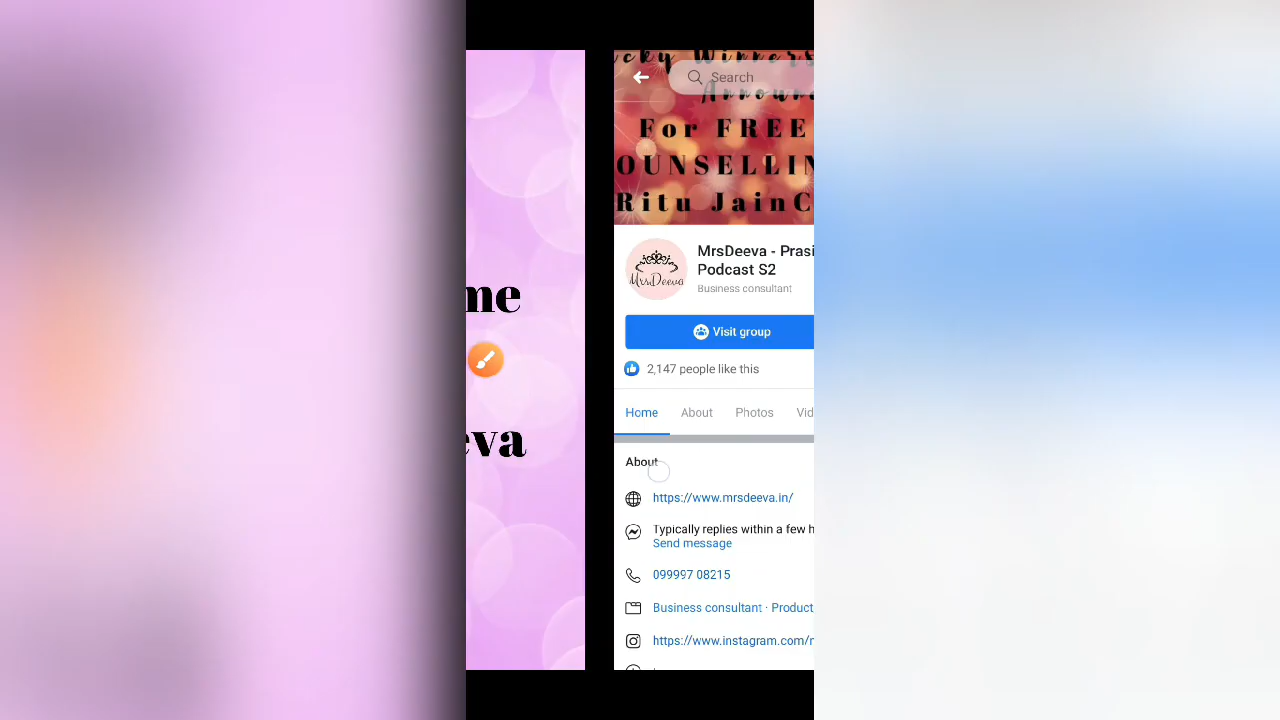 me
eva
Search
For FREE
OUNSELLIN
Ritu JainC
MrsDeeva
MrsDeeva - Prasi
Podcast S2
Business consultant
Visit group
2,147 people like this
Home About Photos Vid
About
https://www.mrsdeeva.in/
Typically replies within a few h
Send message
099997 08215
Business consultant · Product
https://www.instagram.com/